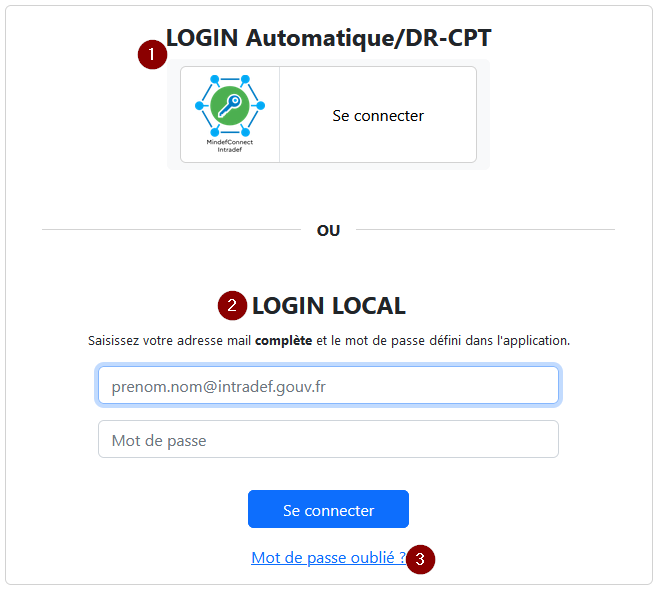 LOGIN Automatique/DR-CPT
1
MindefConnect
Intradef
Se connecter
OU
2
LOGIN LOCAL
Saisissez votre adresse mail complète et le mot de passe défini dans l'application.
prenom.nom@intradef.gouv.fr
Mot de passe
Se connecter
Mot de passe oublié ?
3